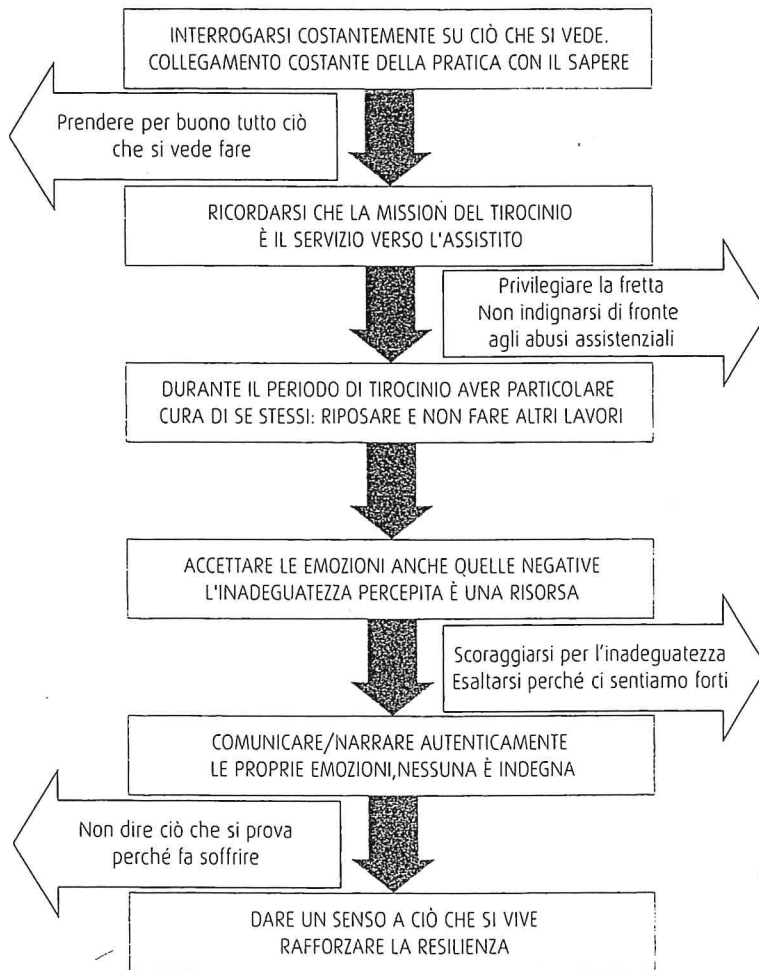 INTERROGARSI COSTANTEMENTE SU CIÒ CHE SI VEDE.
COLLEGAMENTO COSTANTE DELLA PRATICA CON IL SAPERE
Prendere per buono tutto ciò
che si vede fare
RICORDARSI CHE LA MISSION DEL TIROCINIO
È IL SERVIZIO VERSO L'ASSISTITO
Privilegiare la fretta
Non indignarsi di fronte
agli abusi assistenziali
DURANTE IL PERIODO DI TIROCINIO AVER PARTICOLARE
CURA DI SE STESSI: RIPOSARE E NON FARE ALTRI LAVORI
ACCETTARE LE EMOZIONI ANCHE QUELLE NEGATIVE
L'INADEGUATEZZA PERCEPITA È UNA RISORSA
Scoraggiarsi per l'inadeguatezza
Esaltarsi perché ci sentiamo forti
COMUNICARE/NARRARE AUTENTICAMENTE
LE PROPRIE EMOZIONI,NESSUNA È INDEGNA
Non dire ciò che si prova
perché fa soffrire
DARE UN SENSO A CIÒ CHE SI VIVE
RAFFORZARE LA RESILIENZA